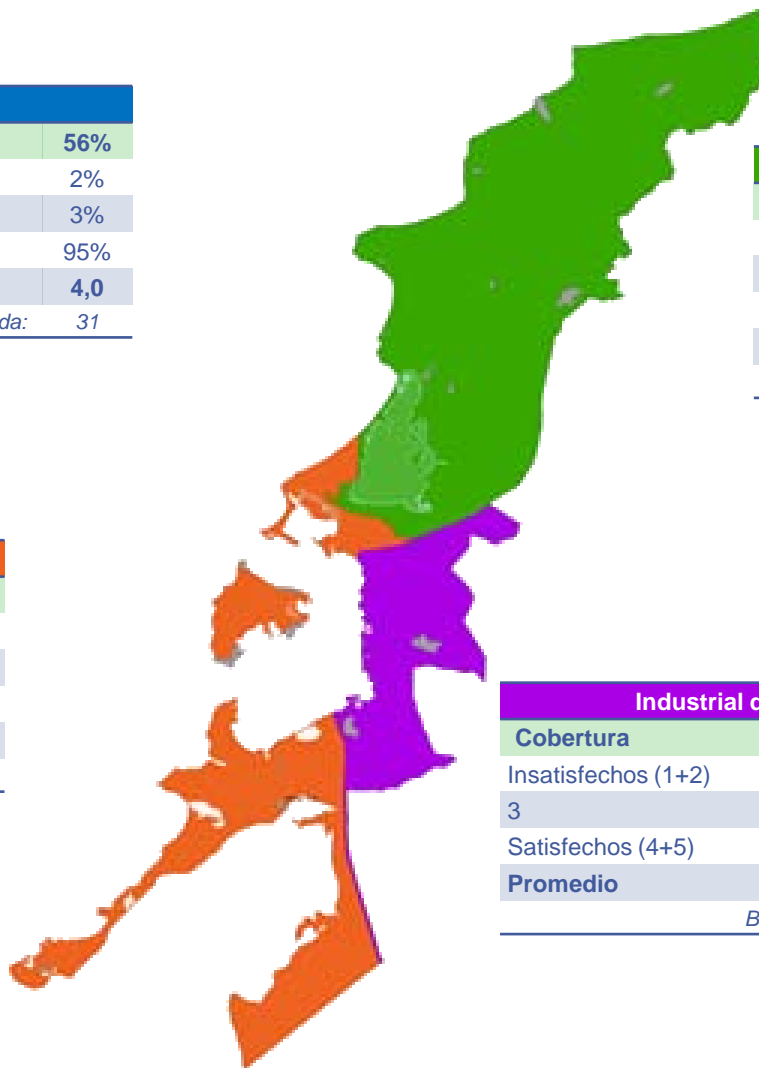 56%
2%
3%
95%
4,0
da: 31
Industrial d
Cobertura
Insatisfechos (1+2)
3
Satisfechos (4+5)
Promedio
B